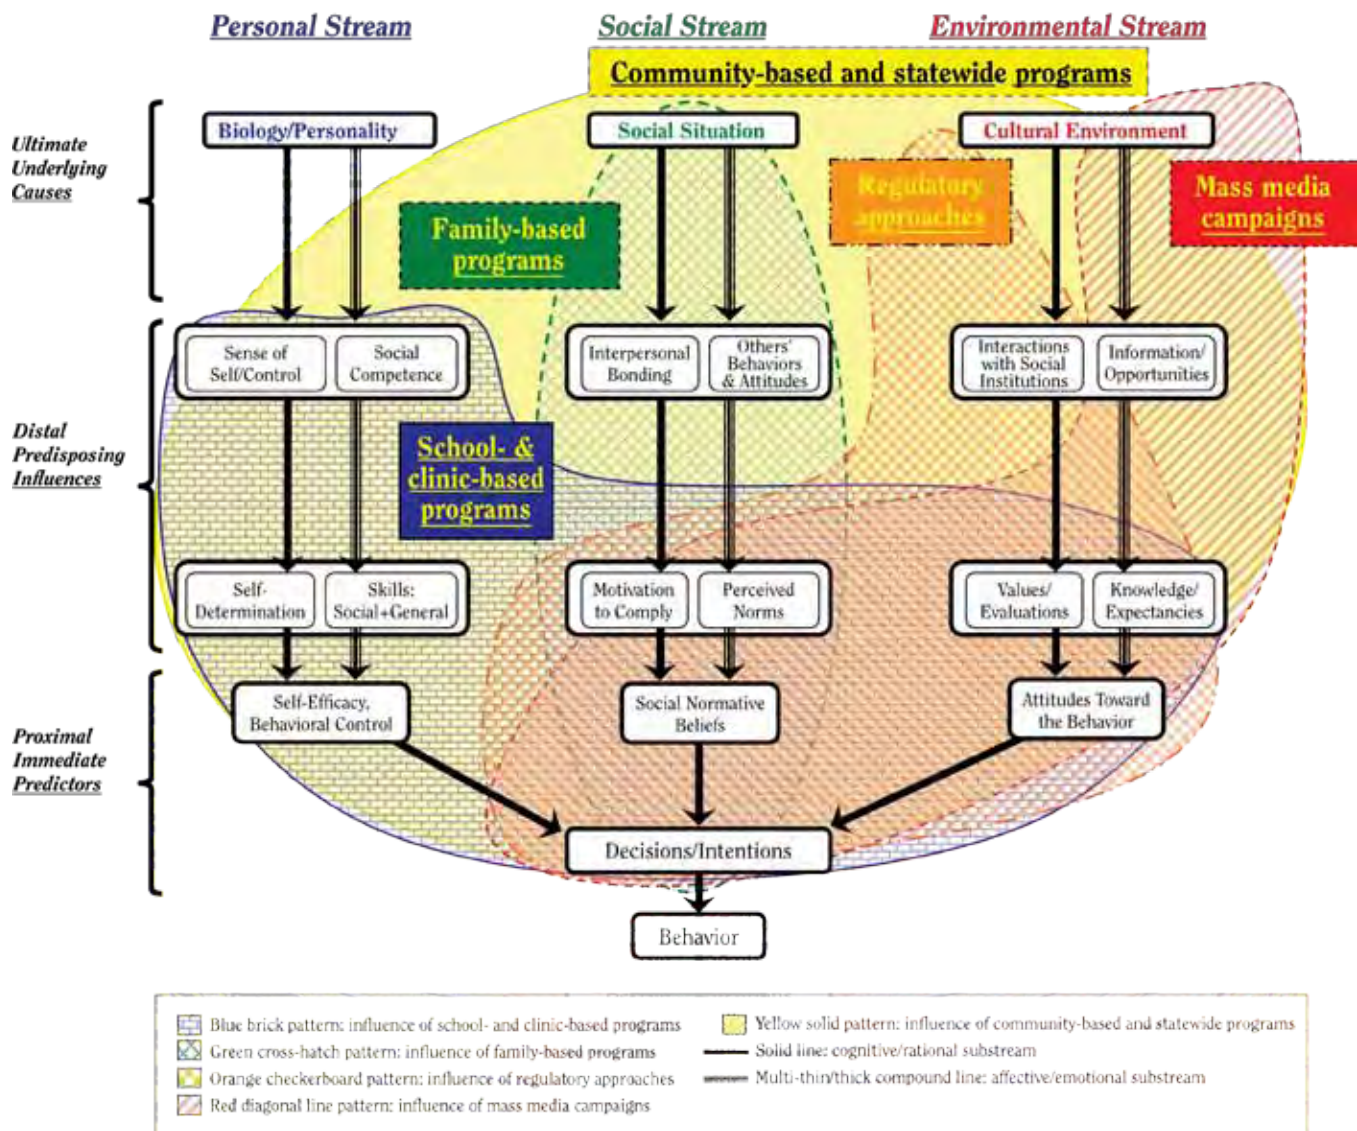 Personal Stream
Social Stream
Environmental Stream
Community-based and statewide programs
Ultimate
Underlying
Causes
Biology/Personality
Social Situation
Cultural Environment
Family-based
programs
Regulatory
approaches
Mass media
campaigns
Distal
Predisposing
Influences
Sense of
Self/Control
Social
Competence
Interpersonal
Bonding
Others'
Behaviors
& Attitudes
Interactions
with Social
Institutions
Information/
Opportunities
School- &
clinic-based
programs
Self-
Determination
Skills:
Social+General
Motivation
to Comply
Perceived
Norms
Values/
Evaluations
Knowledge/
Expectancies
Proximal
Immediate
Predictors
Self-Efficacy,
Behavioral Control
Social Normative
Beliefs
Attitudes Toward
the Behavior
Decisions/Intentions
Behavior
Blue brick pattern: influence of school- and clinic-based programs
Green cross-hatch pattern: influence of family-based programs
Orange checkerboard pattern: influence of regulatory approaches
Red diagonal line pattern: influence of mass media campaigns
Yellow solid pattern: influence of community-based and statewide programs
Solid line: cognitive/rational substream
Multi-thin/thick compound line: affective/emotional substream